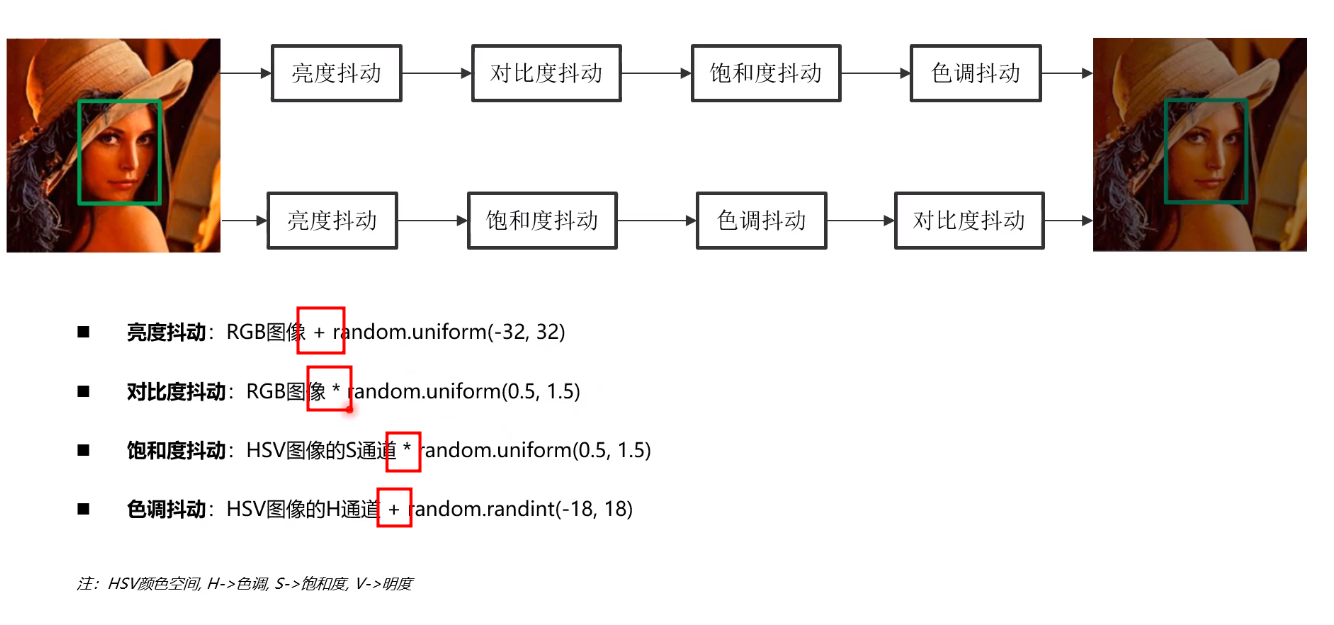 亮度抖动 对比度抖动 饱和度抖动 色调抖动
亮度抖动 饱和度抖动 色调抖动 对比度抖动
■ 亮度抖动：RGB图像 + random.uniform(-32, 32)
■ 对比度抖动：RGB图像 * random.uniform(0.5, 1.5)
■ 饱和度抖动：HSV图像的S通道 * random.uniform(0.5, 1.5)
■ 色调抖动：HSV图像的H通道 + random.randint(-18, 18)
注：HSV颜色空间, H->色调, S->饱和度, V->明度